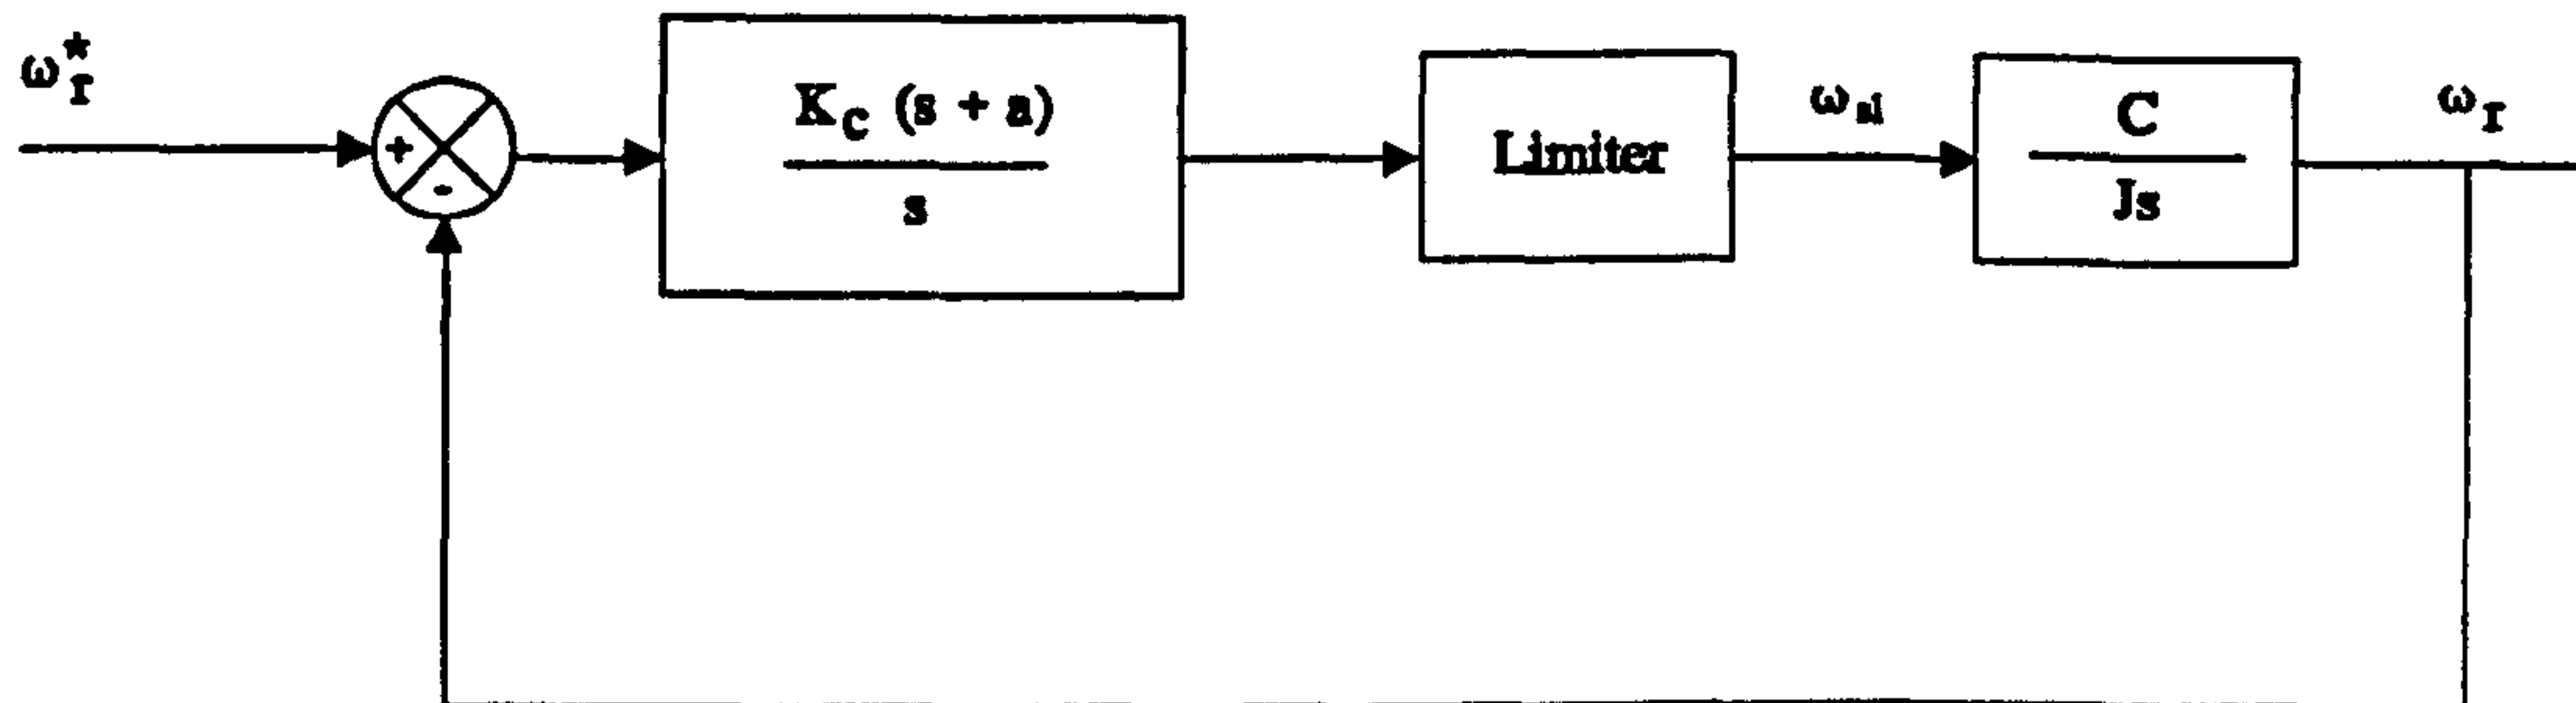 ω*r
+
-
Kc (s + a)
s
Limiter
ωsl
C
Js
ωr